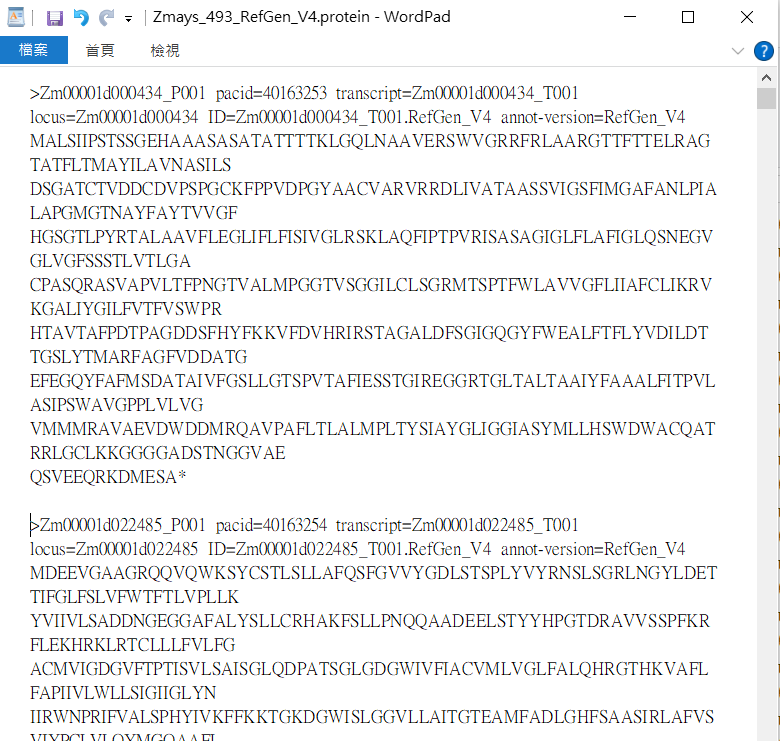 Zmays_493_RefGen_V4.protein - WordPad
檔案 首頁 檢視
>Zm00001d000434_P001 pacid=40163253 transcript=Zm00001d000434_T001
locus=Zm00001d000434 ID=Zm00001d000434_T001.RefGen_V4 annot-version=RefGen_V4
MALSIIPSTSSGEHAAASASATATTTTKLGQLNAAVERSWVGRRFRLAARGTTFTTELRAG
TATFLTMAYILAVNASILS
DSGATCTVDDCDVPSPGCKFPPVDPGYAACVARVRRDLIVATAASSVIGSFIMGAFANLPIA
LAPGMGTNAYFAYTVVGF
HGSGTLPYRTALAAVFLEGLIFLFISIVGLRSKLAQFIPTPVRISASAGIGLFLAFIGLQSNEGV
GLVGFSSSTLVTLGA
CPASQRASVAPVLTFPNGTVALMPGGTVSGGILCLSGRMTSPTFWLAVVGFLIIAFCLIKRV
KGALIYGILFVTFVSWPR
HTAVTAFPDTPAGDDSFHYFKKVFDVHRIRSTAGALDFSGIGQGYFWEALFTFLYVDILDT
TGSLYTMARFAGFVDDATG
EFEGQYFAFMSDATAIVFGSLLGTSPVTAFIESSTGIREGGRTGLTALTAAIYFAAALFITPVL
ASIPSWAVGPPLVLVG
VMMMRAVAEVDWDDMRQAVPAFLTLALMPLTYSIAYGLIGGIASYMLLHSWDWACQAT
RRLGCLKKGGGGADSTNGGVAE
QSVEEQRKDMESA*
>Zm00001d022485_P001 pacid=40163254 transcript=Zm00001d022485_T001
locus=Zm00001d022485 ID=Zm00001d022485_T001.RefGen_V4 annot-version=RefGen_V4
MDEEVGAAGRQQVQWKSYCSTLSLLAFQSFGVVYGDLSTSPLYVYRNSLSGRLNGYLDET
TIFGLFSLVFWTFTLVPLLK
YVIIVLSADDNGEGGAFALYSLLCRHAKFSLLPNQQAADEELSTYYHPGTDRAVVSSPFKR
FLEKHRKLRTCLLLFVLFG
ACMVIGDGVFTPTISVLSAISGLQDPATSGLGDGWIVFIACVMLVGLFALQHRGTHKVAFL
FAPIIVLWLLSIGIIGLYN
IIRWNPRIFVALSPHYIVKFFKKTGKDGWISLGGVLLAITGTEAMFADLGHFSAASIRLAFVS